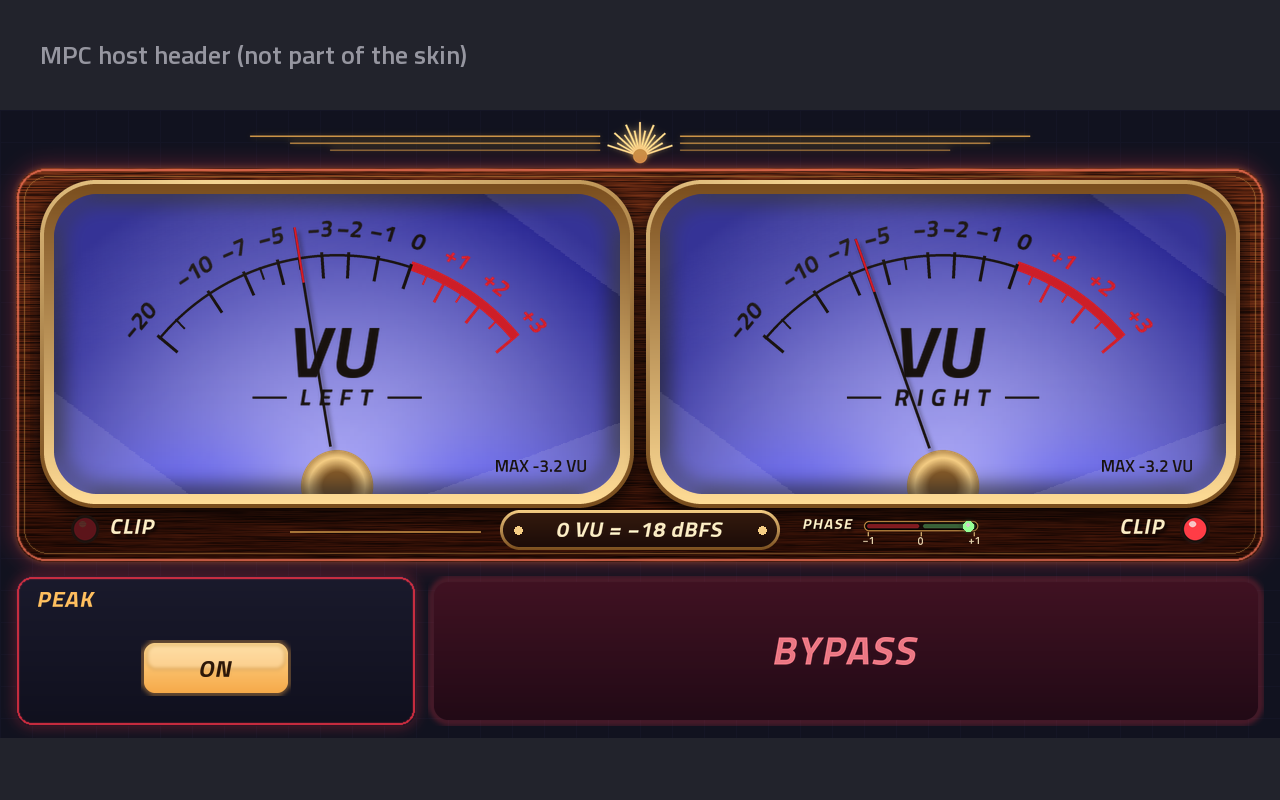 MPC host header (not part of the skin)
−20 −10 −7 −5 −3 −2 −1 0 +1 +2 +3
VU
LEFT
MAX -3.2 VU
−20 −10 −7 −5 −3 −2 −1 0 +1 +2 +3
VU
RIGHT
MAX -3.2 VU
CLIP
0 VU = −18 dBFS
PHASE
−1 0 +1
CLIP
PEAK
ON
BYPASS